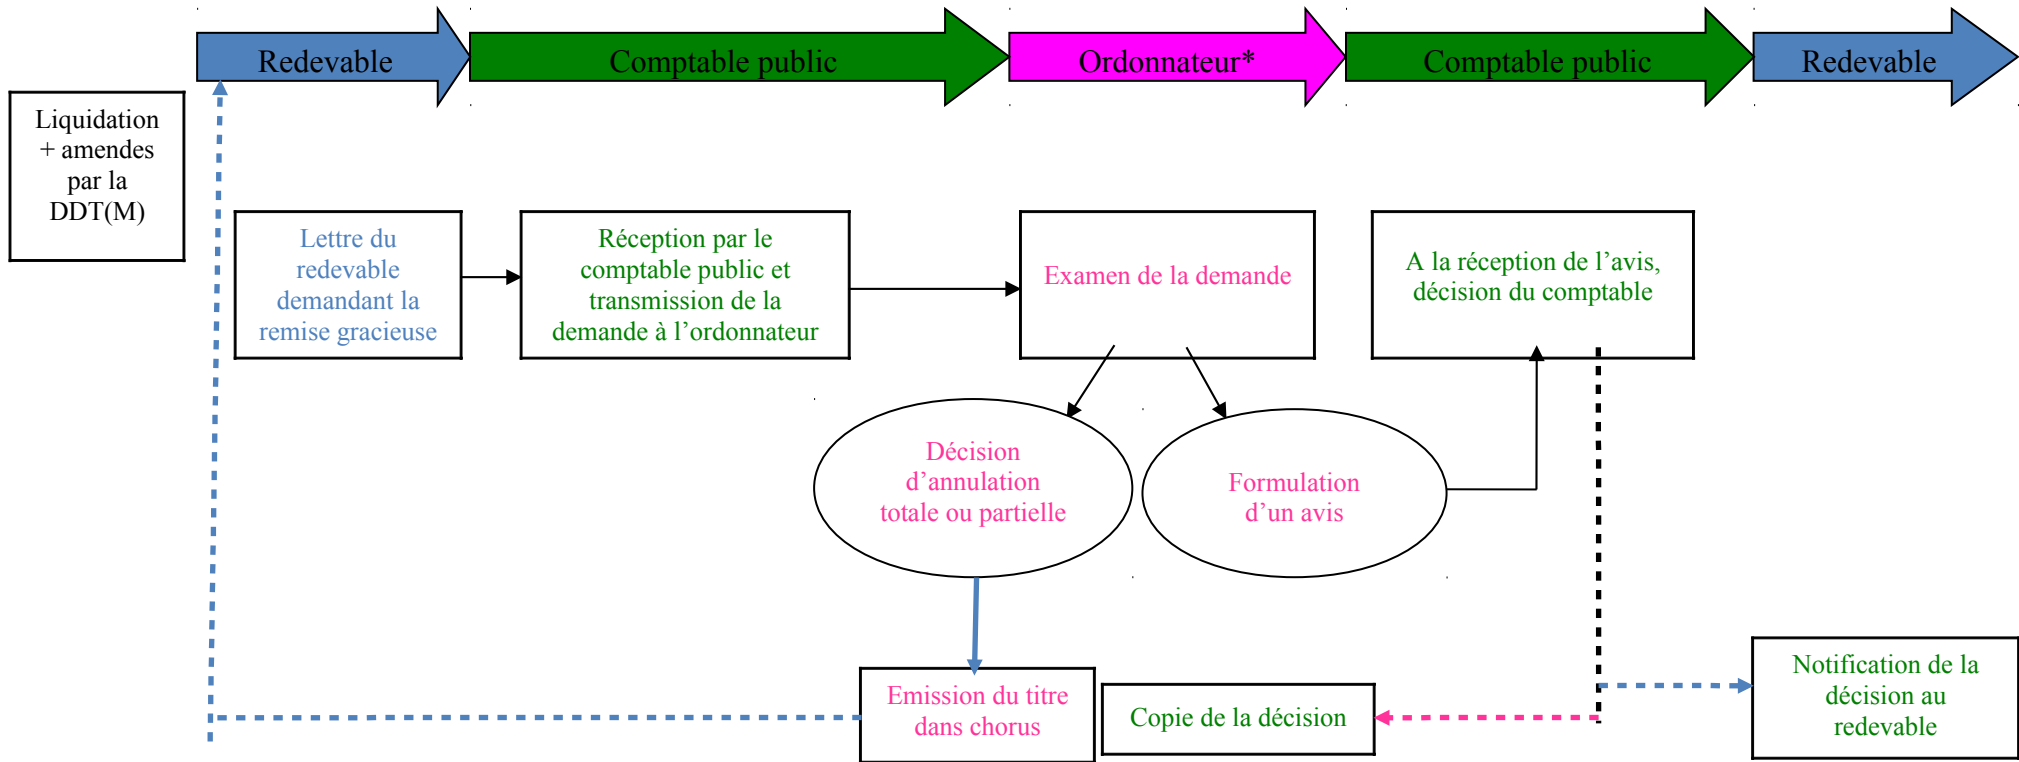 Redevable
Comptable public
Ordonnateur*
Comptable public
Redevable
Liquidation
+ amendes
par la
DDT(M)
Lettre du
redevable
demandant la
remise gracieuse
Réception par le
comptable public et
transmission de la
demande à l’ordonnateur
Examen de la demande
A la réception de l’avis,
décision du comptable
Décision
d’annulation
totale ou partielle
Formulation
d’un avis
Emission du titre
dans chorus
Copie de la décision
Notification de la
décision au
redevable